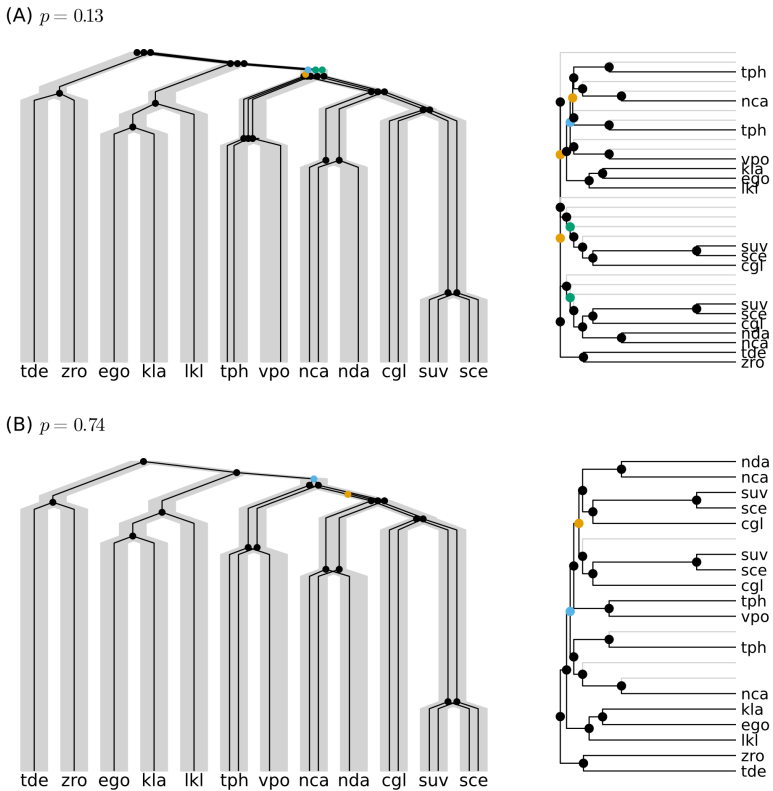 (A) p = 0.13
tde zro ego kla lkl tph vpo nca nda cgl suv sce
tph
nca
tph
vpo
kla
ego
lkl
suv
sce
cgl
suv
sce
cgl
nda
nca
tde
zro
(B) p = 0.74
tde zro ego kla lkl tph vpo nca nda cgl suv sce
nda
nca
suv
sce
cgl
suv
sce
cgl
tph
vpo
tph
nca
kla
ego
lkl
zro
tde